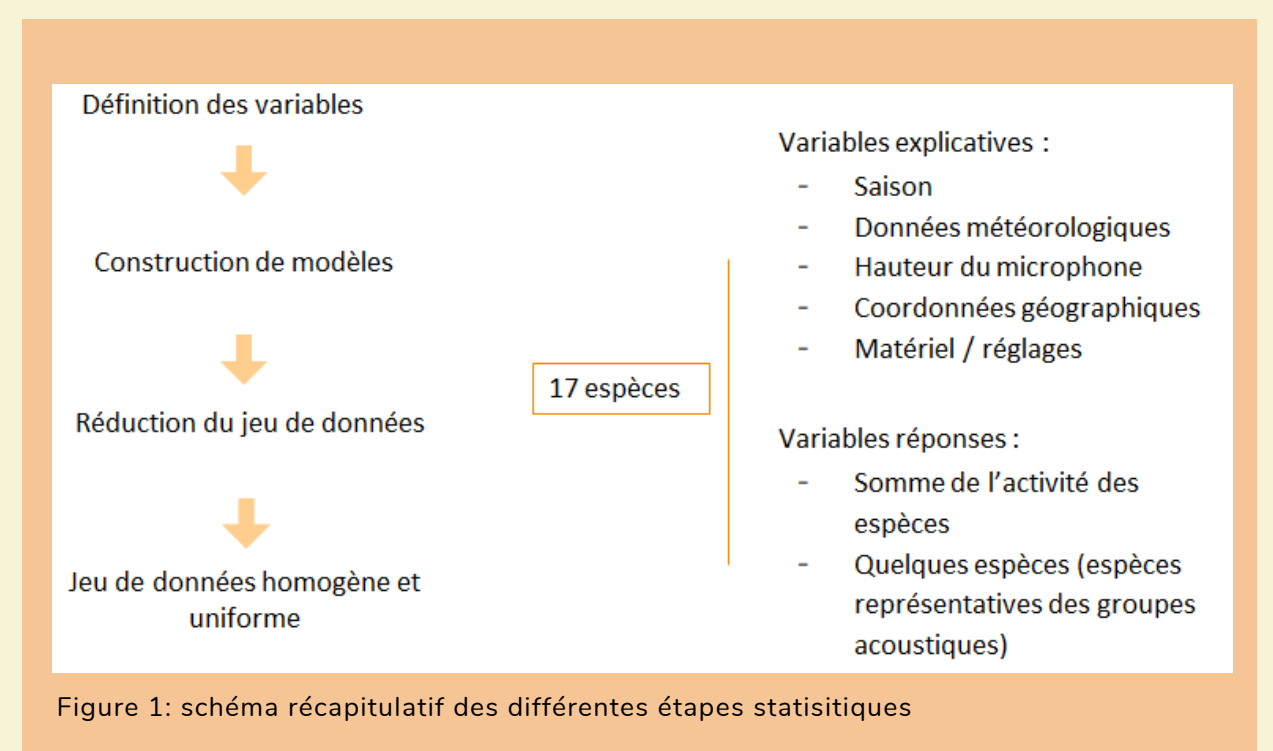 Définition des variables
Construction de modèles
Réduction du jeu de données
Jeu de données homogène et
uniforme
17 espèces
Variables explicatives :
- Saison
- Données météorologiques
- Hauteur du microphone
- Coordonnées géographiques
- Matériel / réglages
Variables réponses :
- Somme de l'activité des
espèces
- Quelques espèces (espèces
représentatives des groupes
acoustiques)
Figure 1: schéma récapitulatif des différentes étapes statisitiques